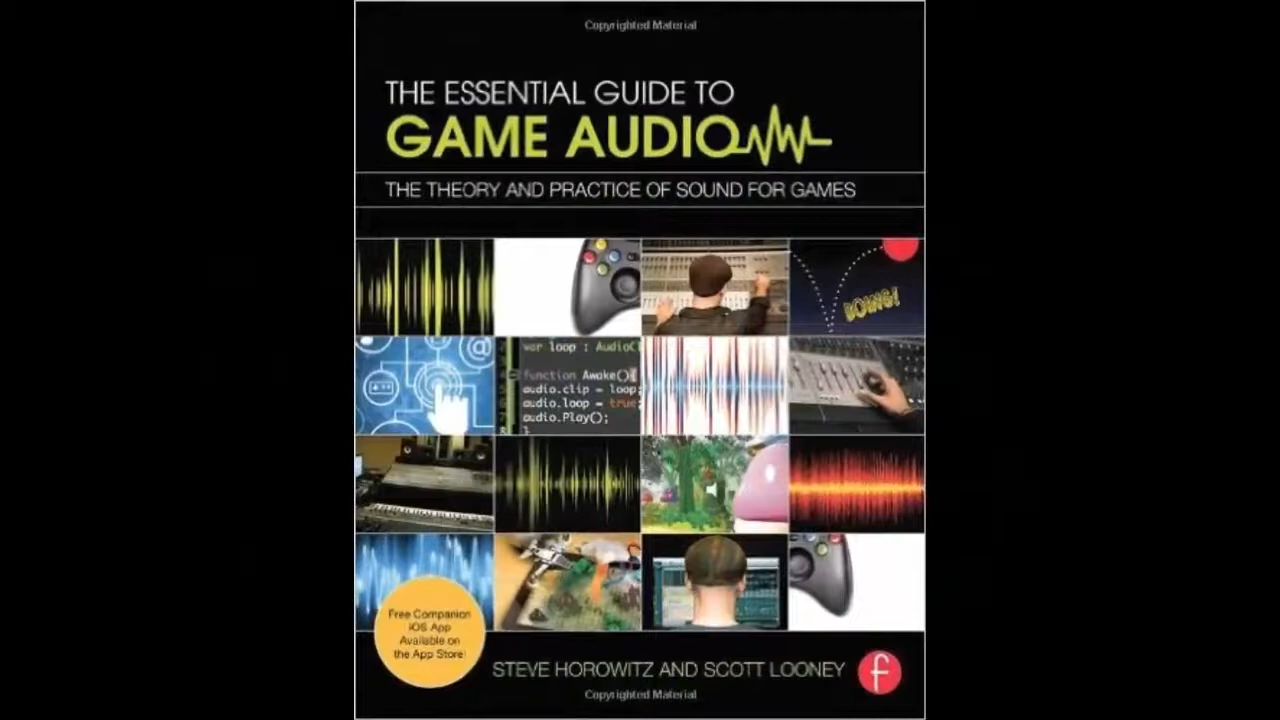 Copyrighted Material
THE ESSENTIAL GUIDE TO
GAME AUDIO
THE THEORY AND PRACTICE OF SOUND FOR GAMES
DOING!
@
var loop : AudioCl
function Awake(){
audio.clip = loop;
audio.loop = true;
audio.Play();
}
Free Companion
iOS App
Available on
the App Store!
STEVE HOROWITZ AND SCOTT LOONEY
f
Copyrighted Material